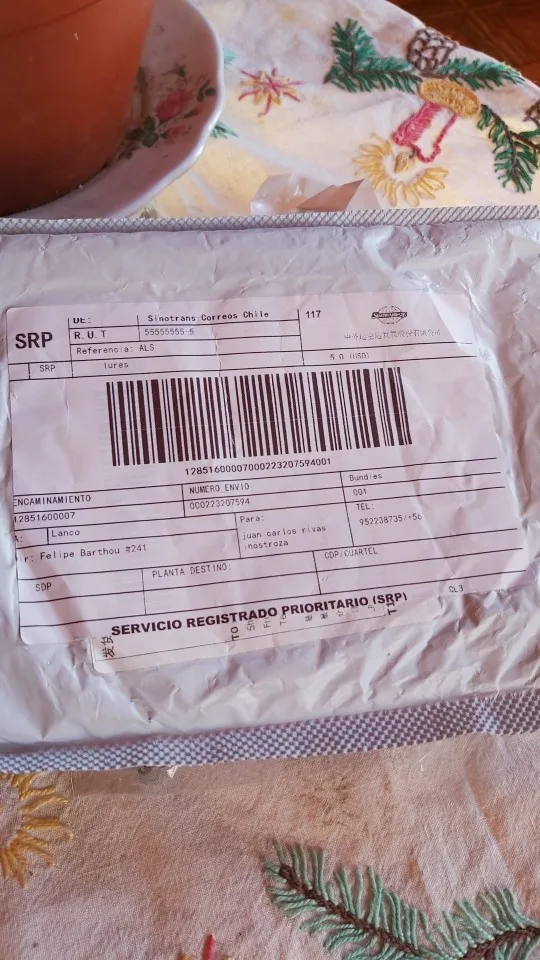 SRP
DE: Sinotrans Correos Chile 117
R.U.T 55555555-5
Referencia: ALS
SRP lures 5.0 (USD)
12851600007000223207594001
ENCAMINAMIENTO NUMERO ENVIO Bundles
12851600007 000223207594 001
Lanco Para: TEL:
r: Felipe Barthou #241 juan carlos rivas 952238735/+56
nostroza
SDP PLANTA DESTINO: CDP/CUARTEL
SERVICIO REGISTRADO PRIORITARIO (SRP) CL3
TO